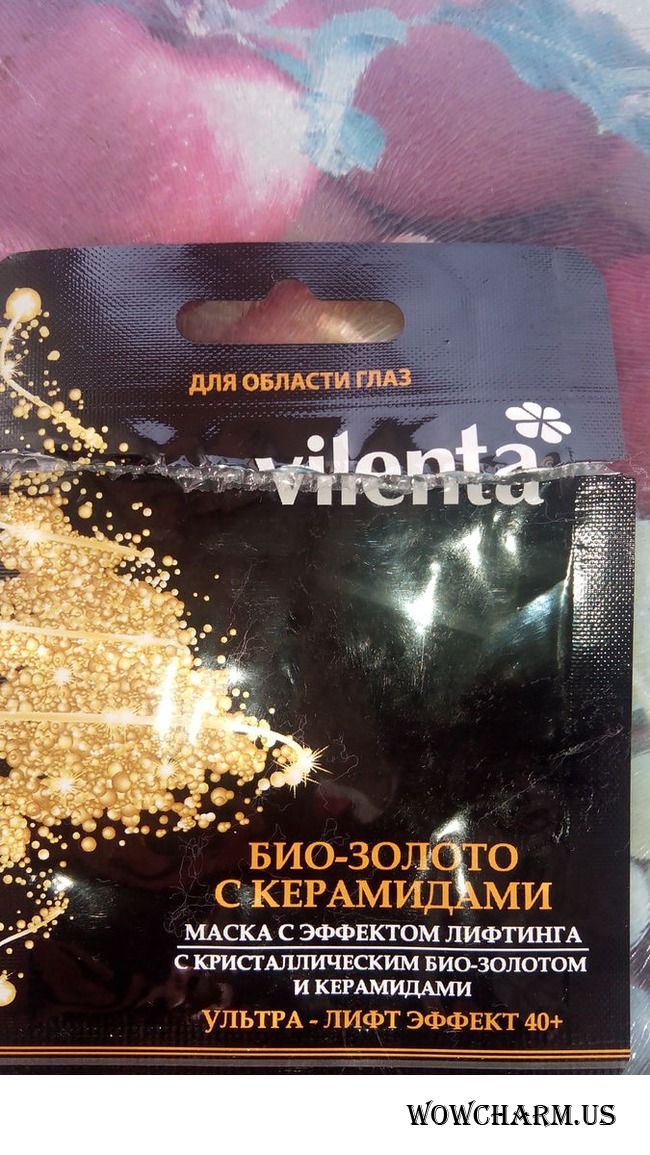 ДЛЯ ОБЛАСТИ ГЛАЗ
vilenta
БИО-ЗОЛОТО
С КЕРАМИДАМИ
МАСКА С ЭФФЕКТОМ ЛИФТИНГА
С КРИСТАЛЛИЧЕСКИМ БИО-ЗОЛОТОМ
И КЕРАМИДАМИ
УЛЬТРА - ЛИФТ ЭФФЕКТ 40+
WOWCHARM.US